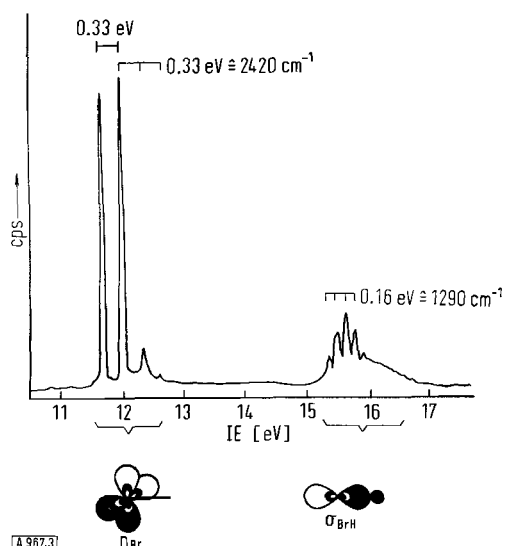 0.33 eV
0.33 eV ≙ 2420 cm⁻¹
cps
0.16 eV ≙ 1290 cm⁻¹
11 12 13 14 15 16 17
IE [eV]
σBrH
A 967.3
nBr